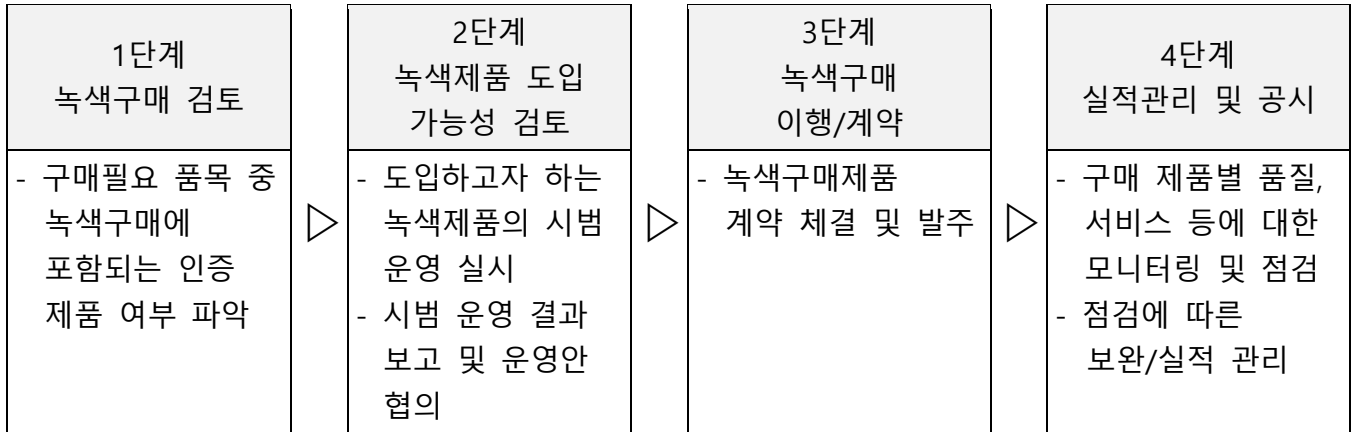 1단계
녹색구매 검토
- 구매필요 품목 중
녹색구매에
포함되는 인증
제품 여부 파악
2단계
녹색제품 도입
가능성 검토
- 도입하고자 하는
녹색제품의 시범
운영 실시
- 시범 운영 결과
보고 및 운영안
협의
3단계
녹색구매
이행/계약
- 녹색구매제품
계약 체결 및 발주
4단계
실적관리 및 공시
- 구매 제품별 품질,
서비스 등에 대한
모니터링 및 점검
- 점검에 따른
보완/실적 관리